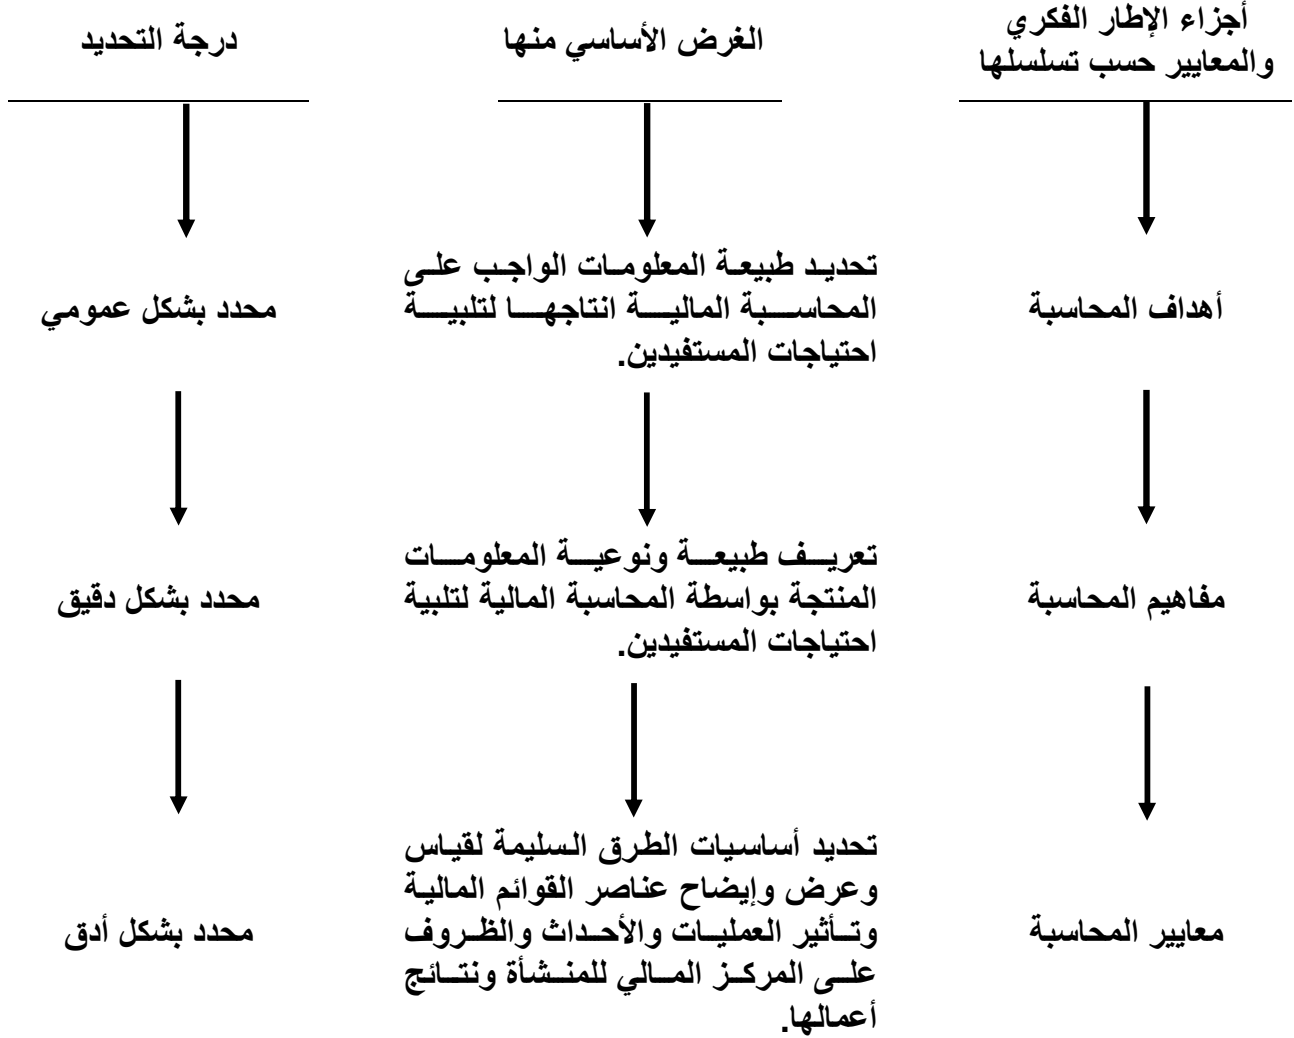 أجزاء الإطار الفكري
والمعايير حسب تسلسلها
الغرض الأساسي منها
درجة التحديد
أهداف المحاسبة
تحديد طبيعة المعلومات الواجب على
المحاسبة المالية انتاجها لتلبية
احتياجات المستفيدين.
محدد بشكل عمومي
مفاهيم المحاسبة
تعريف طبيعة ونوعية المعلومات
المنتجة بواسطة المحاسبة المالية لتلبية
احتياجات المستفيدين.
محدد بشكل دقيق
معايير المحاسبة
تحديد أساسيات الطرق السليمة لقياس
وعرض وإيضاح عناصر القوائم المالية
وتأثير العمليات والأحداث والظروف
على المركز المالي للمنشأة ونتائج
أعمالها.
محدد بشكل أدق